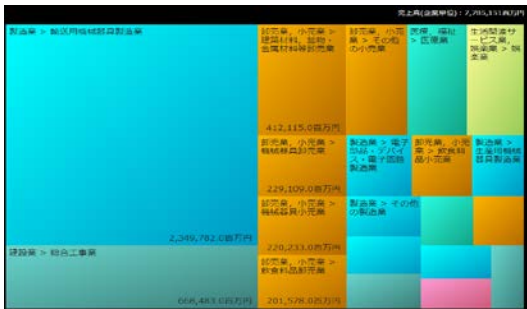 売上高(企業単位)：7,785,151百万円
製造業 > 輸送用機械器具製造業
2,349,782.0百万円
建設業 > 総合工事業
668,483.0百万円
卸売業，小売業 >
建築材料，鉱物・
金属材料等卸売業
412,115.0百万円
卸売業，小売業 >
機械器具卸売業
229,109.0百万円
卸売業，小売業 >
機械器具小売業
220,233.0百万円
卸売業，小売業 >
飲食料品卸売業
201,578.0百万円
卸売業，小売
業 > その他
の小売業
医療，福祉
> 医療業
生活関連サ
ービス業，
娯楽業 > 娯
楽業
製造業 > 電子
部品・デバイ
ス・電子回路
製造業
卸売業，小売
業 > 飲食料
品小売業
製造業 >
生産用機械
器具製造業
製造業 > その他
の製造業